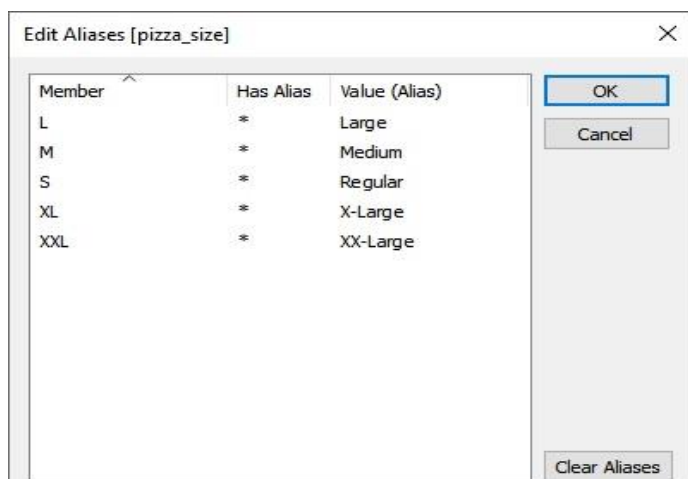 Edit Aliases [pizza_size]
Member Has Alias Value (Alias)
L * Large
M * Medium
S * Regular
XL * X-Large
XXL * XX-Large
OK
Cancel
Clear Aliases